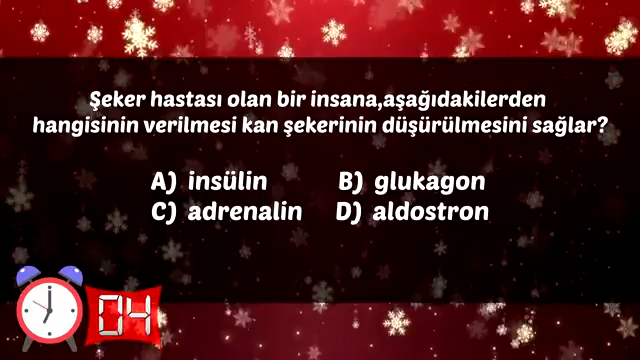 Şeker hastası olan bir insana,aşağıdakilerden
hangisinin verilmesi kan şekerinin düşürülmesini sağlar?
A) insülin B) glukagon
C) adrenalin D) aldostron
04